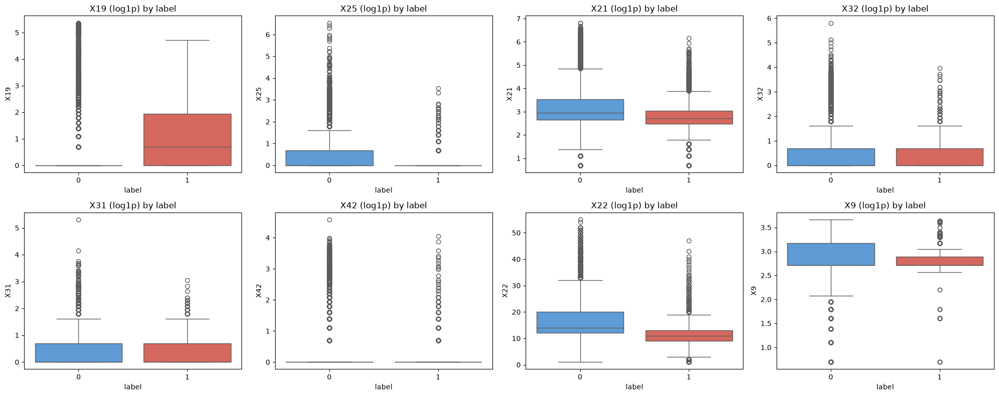 X19 (log1p) by label
X19
5
4
3
2
1
0
0
1
label
X25 (log1p) by label
X25
6
5
4
3
2
1
0
0
1
label
X21 (log1p) by label
X21
7
6
5
4
3
2
1
0
1
label
X32 (log1p) by label
X32
6
5
4
3
2
1
0
0
1
label
X31 (log1p) by label
X31
5
4
3
2
1
0
0
1
label
X42 (log1p) by label
X42
4
3
2
1
0
0
1
label
X22 (log1p) by label
X22
50
40
30
20
10
0
0
1
label
X9 (log1p) by label
X9
3.5
3.0
2.5
2.0
1.5
1.0
0
1
label